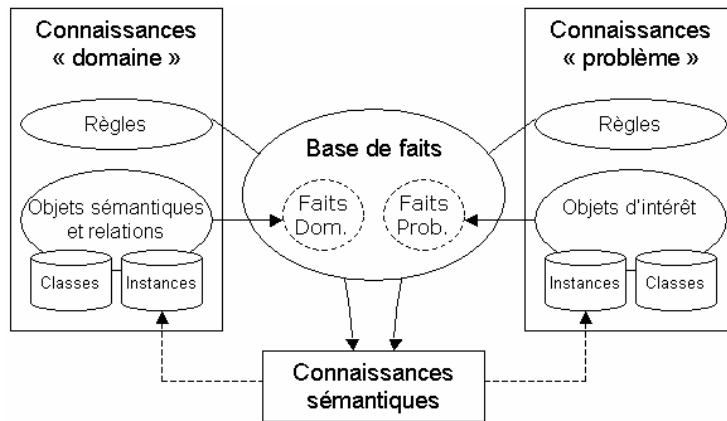 Connaissances
« domaine »
Règles
Objets sémantiques
et relations
Classes
Instances
Base de faits
Faits
Dom.
Faits
Prob.
Connaissances
« problème »
Règles
Objets d'intérêt
Instances
Classes
Connaissances
sémantiques